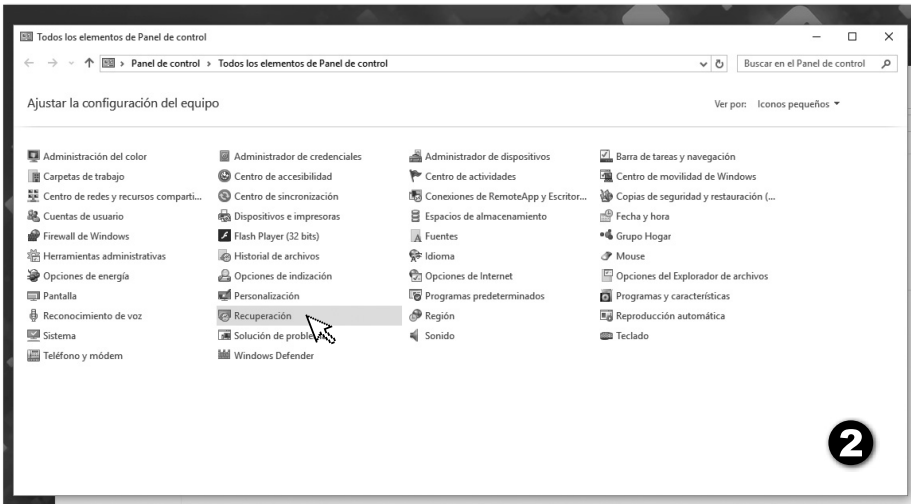 Todos los elementos de Panel de control
Panel de control > Todos los elementos de Panel de control
Buscar en el Panel de control
Ajustar la configuración del equipo
Ver por: Iconos pequeños
Administración del color
Administrador de credenciales
Administrador de dispositivos
Barra de tareas y navegación
Carpetas de trabajo
Centro de accesibilidad
Centro de actividades
Centro de movilidad de Windows
Centro de redes y recursos comparti...
Centro de sincronización
Conexiones de RemoteApp y Escritor...
Copias de seguridad y restauración (...
Cuentas de usuario
Dispositivos e impresoras
Espacios de almacenamiento
Fecha y hora
Firewall de Windows
Flash Player (32 bits)
Fuentes
Grupo Hogar
Herramientas administrativas
Historial de archivos
Idioma
Mouse
Opciones de energía
Opciones de indización
Opciones de Internet
Opciones del Explorador de archivos
Pantalla
Personalización
Programas predeterminados
Programas y características
Reconocimiento de voz
Recuperación
Región
Reproducción automática
Sistema
Solución de proble
Sonido
Teclado
Teléfono y módem
Windows Defender
2